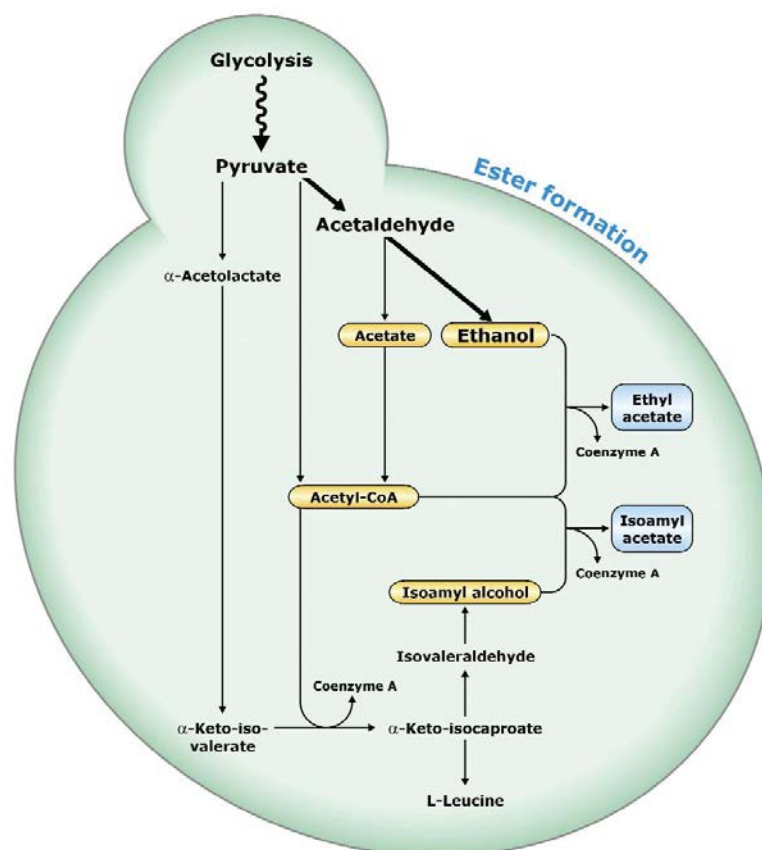 Glycolysis
Pyruvate
Ester formation
Acetaldehyde
α-Acetolactate
Acetate
Ethanol
Ethyl
acetate
Coenzyme A
Acetyl-CoA
Isoamyl
acetate
Coenzyme A
Isoamyl alcohol
Isovaleraldehyde
Coenzyme A
α-Keto-iso-
valerate
α-Keto-isocaproate
L-Leucine